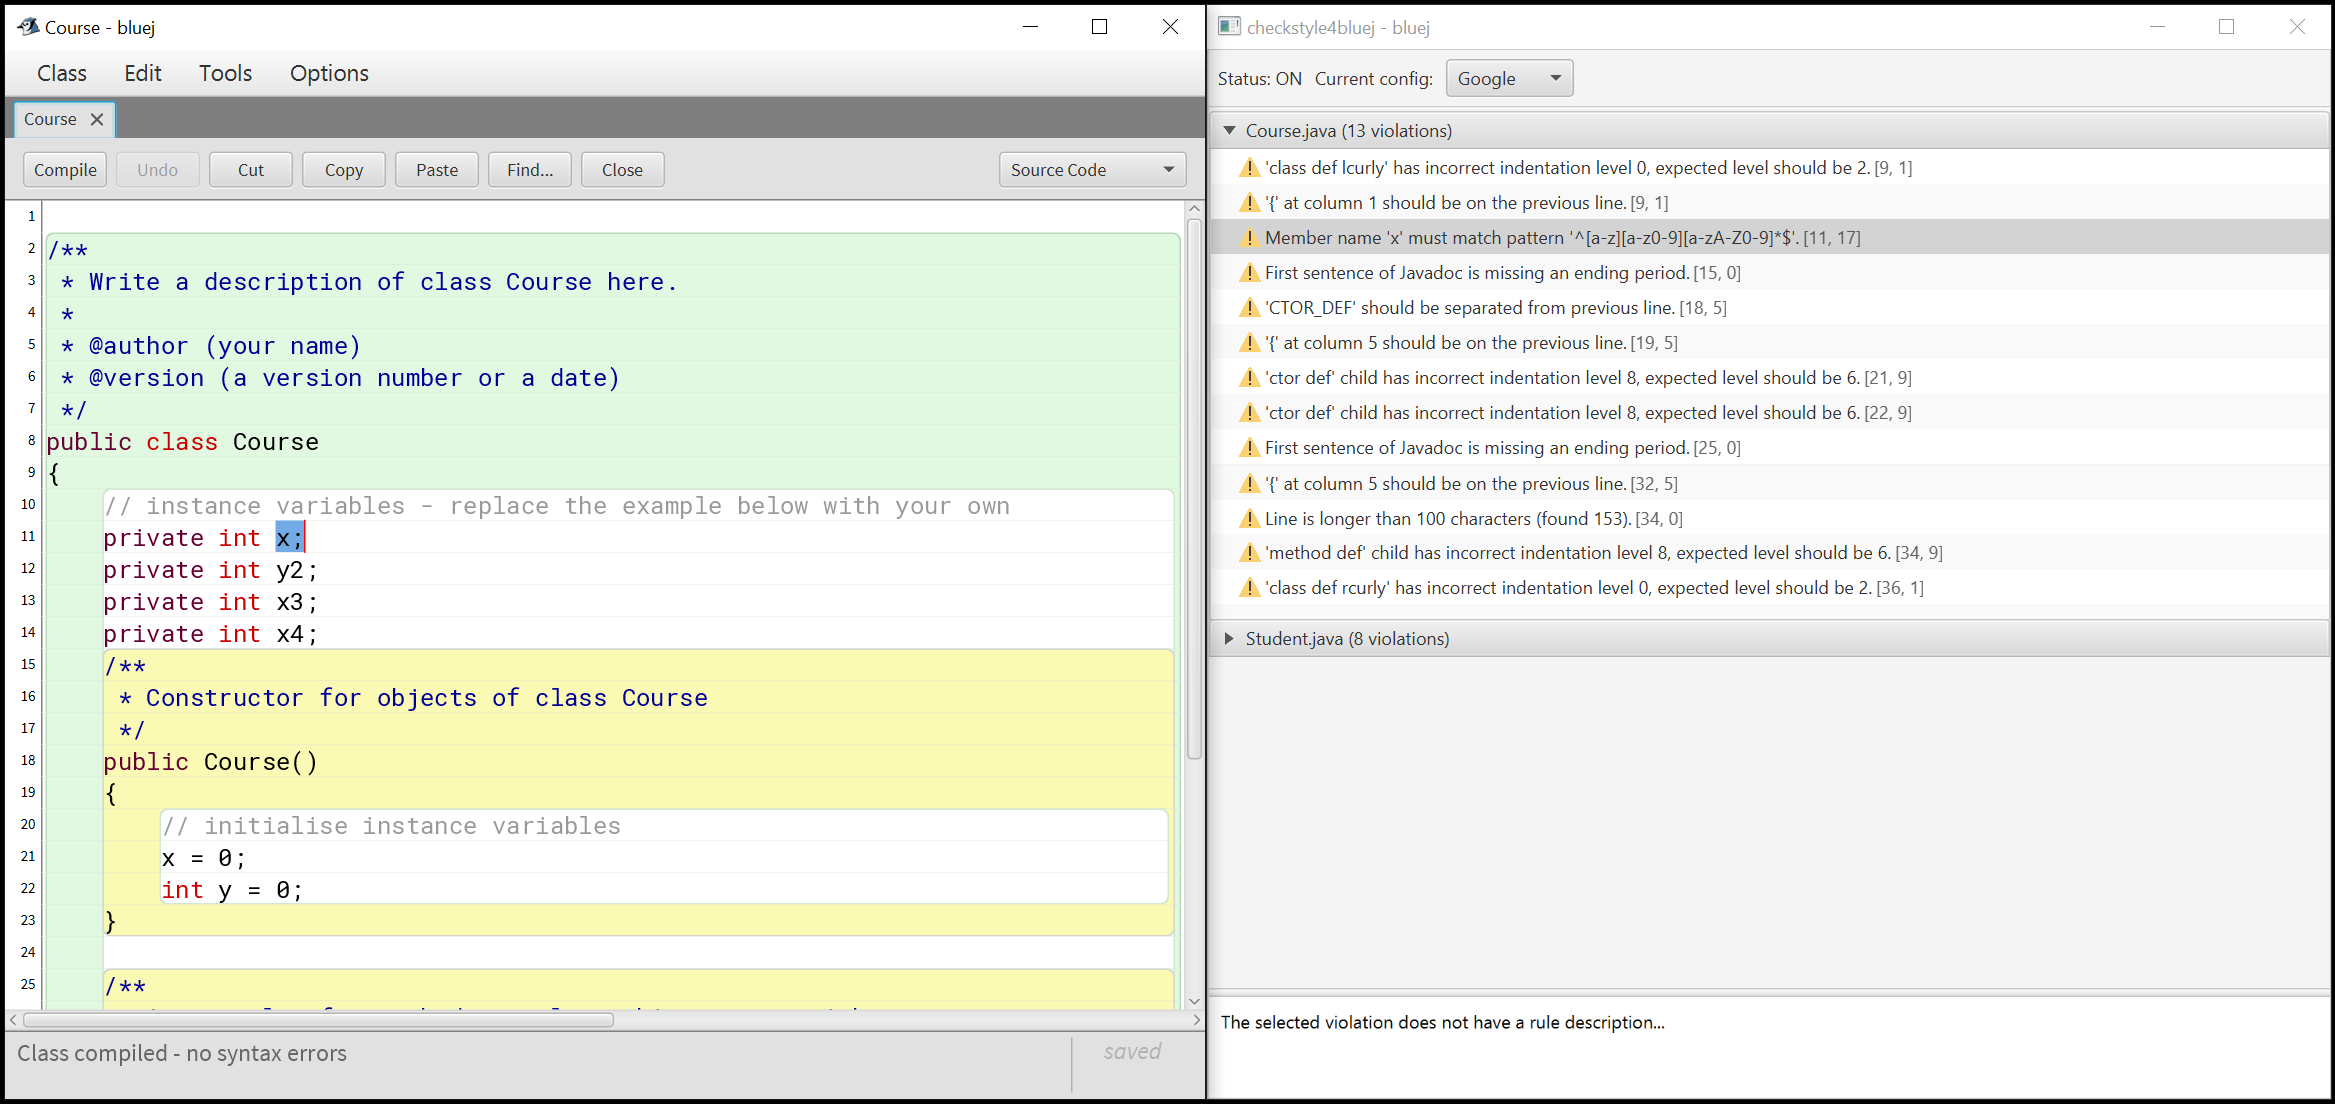 Course - bluej
Class Edit Tools Options
Course
Compile Undo Cut Copy Paste Find... Close Source Code
1
2 /**
3  * Write a description of class Course here.
4  *
5  * @author (your name)
6  * @version (a version number or a date)
7  */
8 public class Course
9 {
10     // instance variables - replace the example below with your own
11     private int x;
12     private int y2;
13     private int x3;
14     private int x4;
15     /**
16      * Constructor for objects of class Course
17      */
18     public Course()
19     {
20         // initialise instance variables
21         x = 0;
22         int y = 0;
23     }
24
25     /**
Class compiled - no syntax errors
saved
checkstyle4bluej - bluej
Status: ON Current config: Google
Course.java (13 violations)
'class def lcurly' has incorrect indentation level 0, expected level should be 2. [9, 1]
'{' at column 1 should be on the previous line. [9, 1]
Member name 'x' must match pattern '^[a-z][a-z0-9][a-zA-Z0-9]*$'. [11, 17]
First sentence of Javadoc is missing an ending period. [15, 0]
'CTOR_DEF' should be separated from previous line. [18, 5]
'{' at column 5 should be on the previous line. [19, 5]
'ctor def' child has incorrect indentation level 8, expected level should be 6. [21, 9]
'ctor def' child has incorrect indentation level 8, expected level should be 6. [22, 9]
First sentence of Javadoc is missing an ending period. [25, 0]
'{' at column 5 should be on the previous line. [32, 5]
Line is longer than 100 characters (found 153). [34, 0]
'method def' child has incorrect indentation level 8, expected level should be 6. [34, 9]
'class def rcurly' has incorrect indentation level 0, expected level should be 2. [36, 1]
Student.java (8 violations)
The selected violation does not have a rule description...